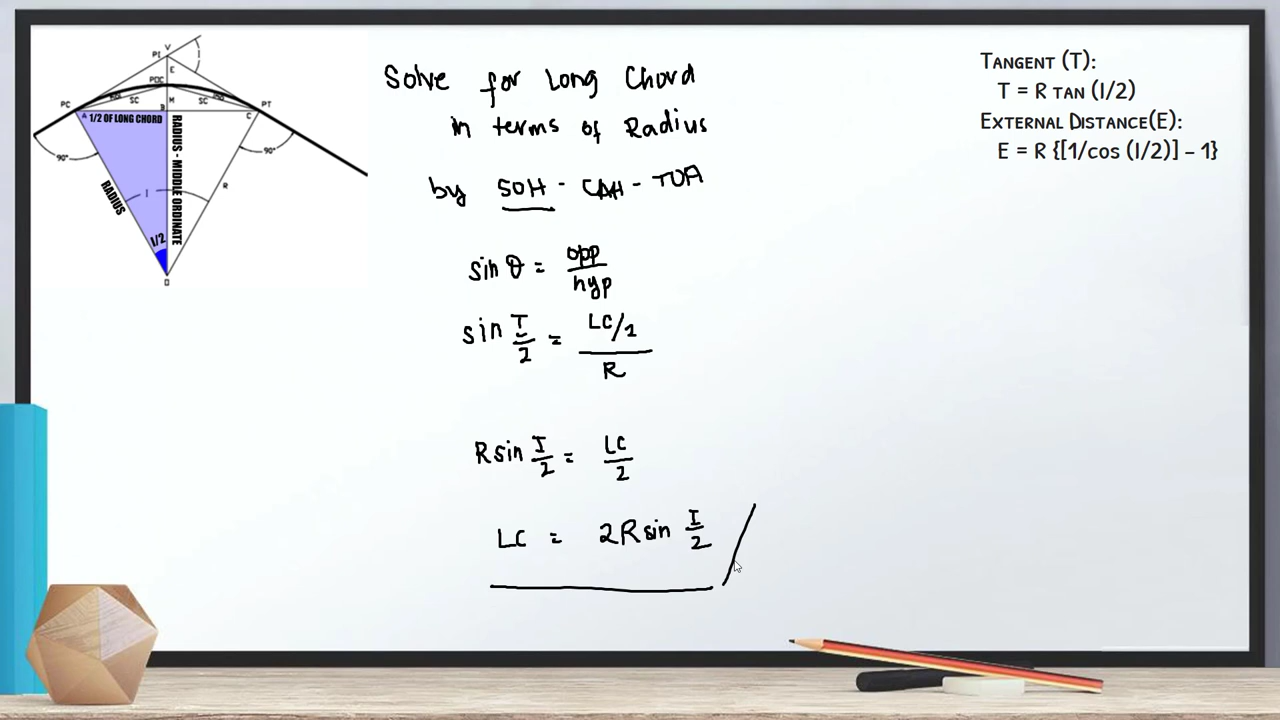 V
PI
I
E
POC
PC
SC
M
SC
PT
A
B
C
1/2 OF LONG CHORD
RADIUS - MIDDLE ORDINATE
90°
90°
RADIUS
I
R
I/2
O
Solve for Long Chord
in terms of Radius
by SOH - CAH - TOA
sin θ = opp
hyp
sin I/2 = LC/2
R
R sin I/2 = LC/2
LC = 2R sin I/2
TANGENT (T):
T = R TAN (I/2)
EXTERNAL DISTANCE(E):
E = R {[1/cos (I/2)] - 1}